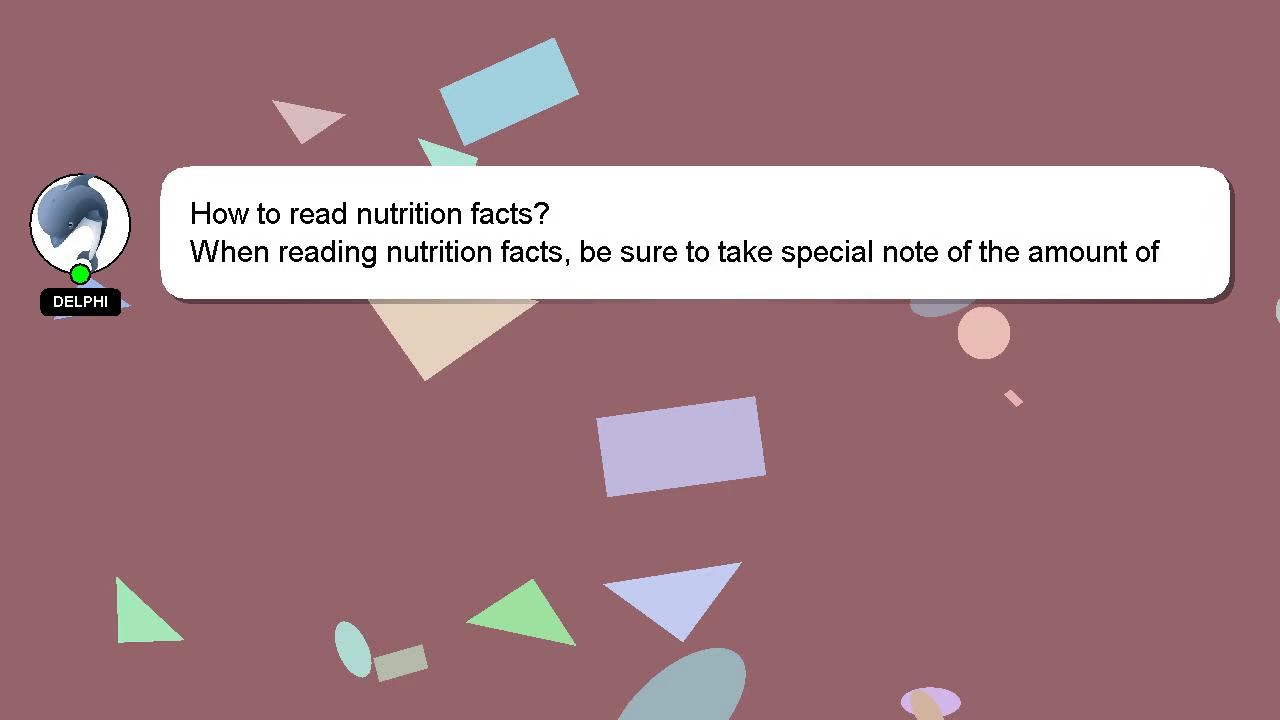 How to read nutrition facts?
When reading nutrition facts, be sure to take special note of the amount of
DELPHI